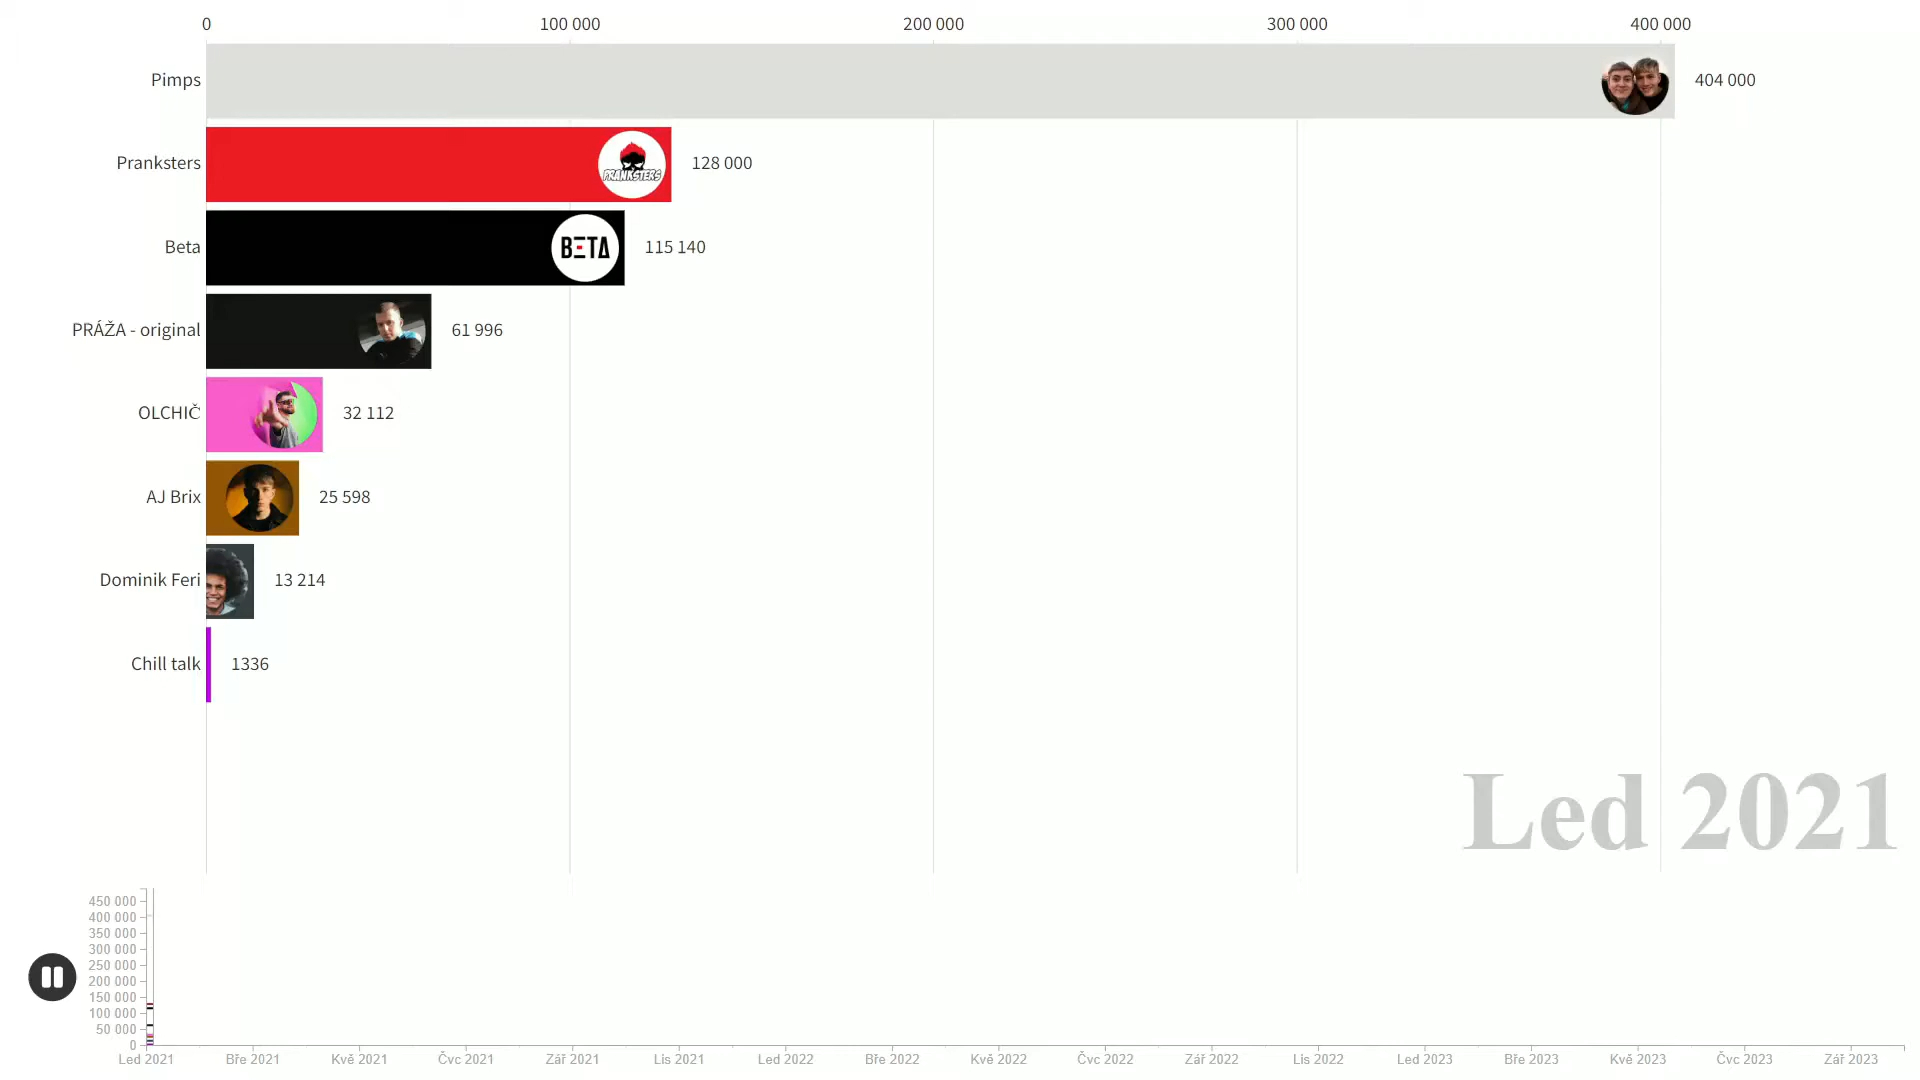 0 100 000 200 000 300 000 400 000
Pimps 404 000
Pranksters PRANKSTERS 128 000
Beta BETA 115 140
PRÁŽA - original 61 996
OLCHIČ 32 112
AJ Brix 25 598
Dominik Feri 13 214
Chill talk 1336
Led 2021
450 000
400 000
350 000
300 000
250 000
200 000
150 000
100 000
50 000
0
Led 2021 Bře 2021 Kvě 2021 Čvc 2021 Zář 2021 Lis 2021 Led 2022 Bře 2022 Kvě 2022 Čvc 2022 Zář 2022 Lis 2022 Led 2023 Bře 2023 Kvě 2023 Čvc 2023 Zář 2023